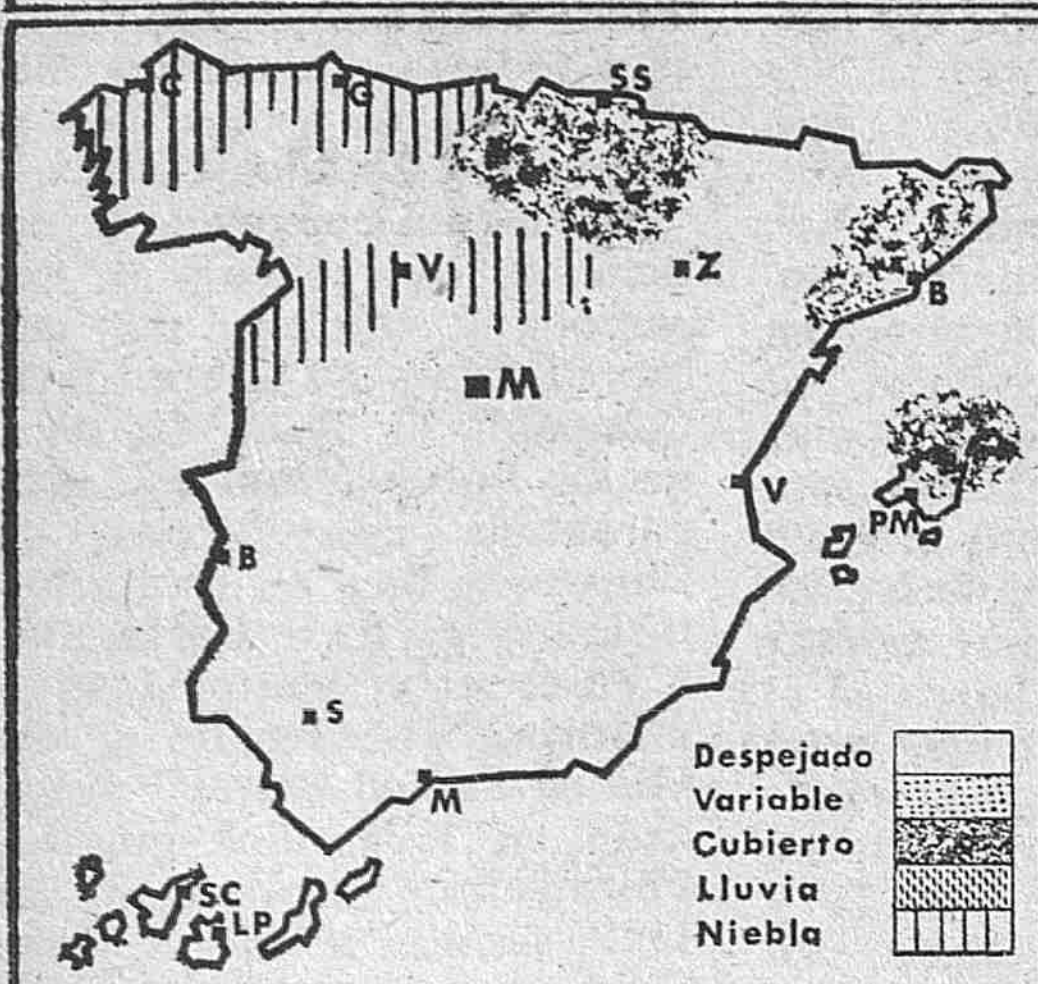 C
G
SS
V
Z
B
M
V
PM
B
S
M
SC
LP
Despejado
Variable
Cubierto
Lluvia
Niebla